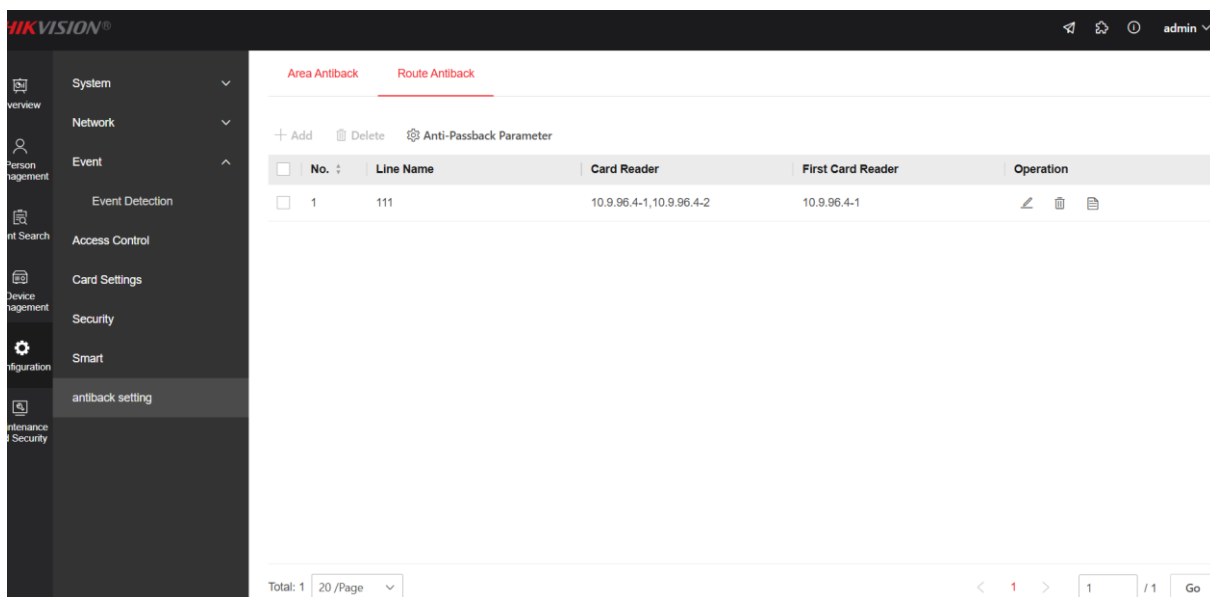 HIKVISION®
admin
verview
Person
nagement
nt Search
Device
nagement
nfiguration
ntenance
d Security
System
Network
Event
Event Detection
Access Control
Card Settings
Security
Smart
antiback setting
Area Antiback Route Antiback
Add Delete Anti-Passback Parameter
No. Line Name Card Reader First Card Reader Operation
1 111 10.9.96.4-1,10.9.96.4-2 10.9.96.4-1
Total: 1 20 /Page < 1 > 1 / 1 Go